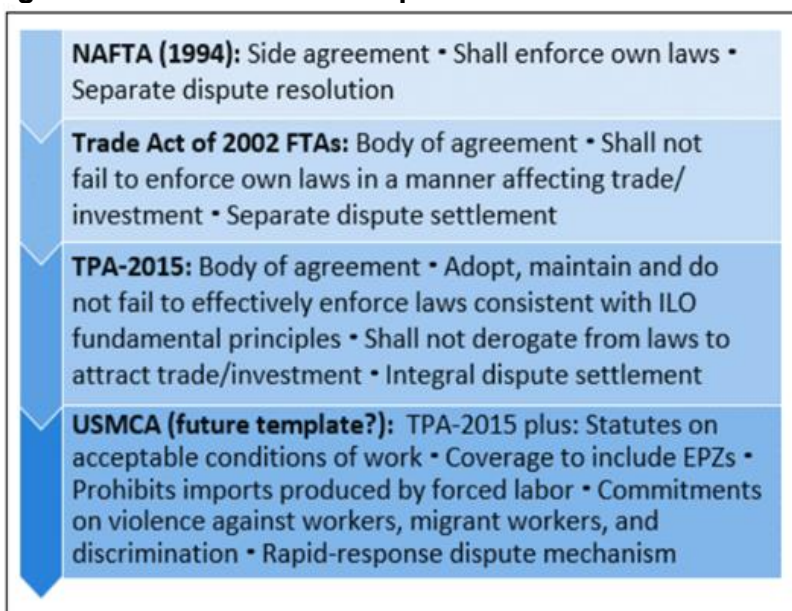 NAFTA (1994): Side agreement • Shall enforce own laws •
Separate dispute resolution
Trade Act of 2002 FTAs: Body of agreement • Shall not
fail to enforce own laws in a manner affecting trade/
investment • Separate dispute settlement
TPA-2015: Body of agreement • Adopt, maintain and do
not fail to effectively enforce laws consistent with ILO
fundamental principles • Shall not derogate from laws to
attract trade/investment • Integral dispute settlement
USMCA (future template?): TPA-2015 plus: Statutes on
acceptable conditions of work • Coverage to include EPZs •
Prohibits imports produced by forced labor • Commitments
on violence against workers, migrant workers, and
discrimination • Rapid-response dispute mechanism